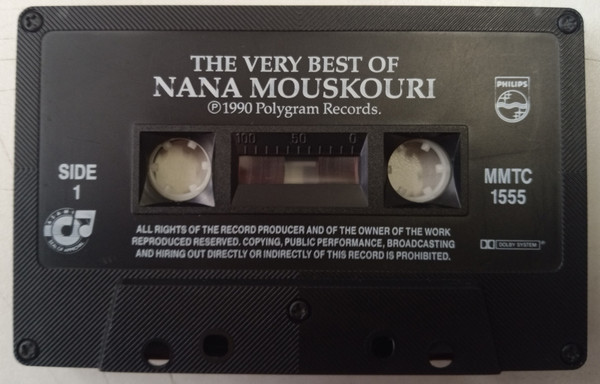 THE VERY BEST OF
NANA MOUSKOURI
℗1990 Polygram Records.
PHILIPS
100 50 0
SIDE
1
MMTC
1555
ALL RIGHTS OF THE RECORD PRODUCER AND OF THE OWNER OF THE WORK
REPRODUCED RESERVED. COPYING, PUBLIC PERFORMANCE, BROADCASTING
AND HIRING OUT DIRECTLY OR INDIRECTLY OF THIS RECORD IS PROHIBITED.
DOLBY SYSTEM